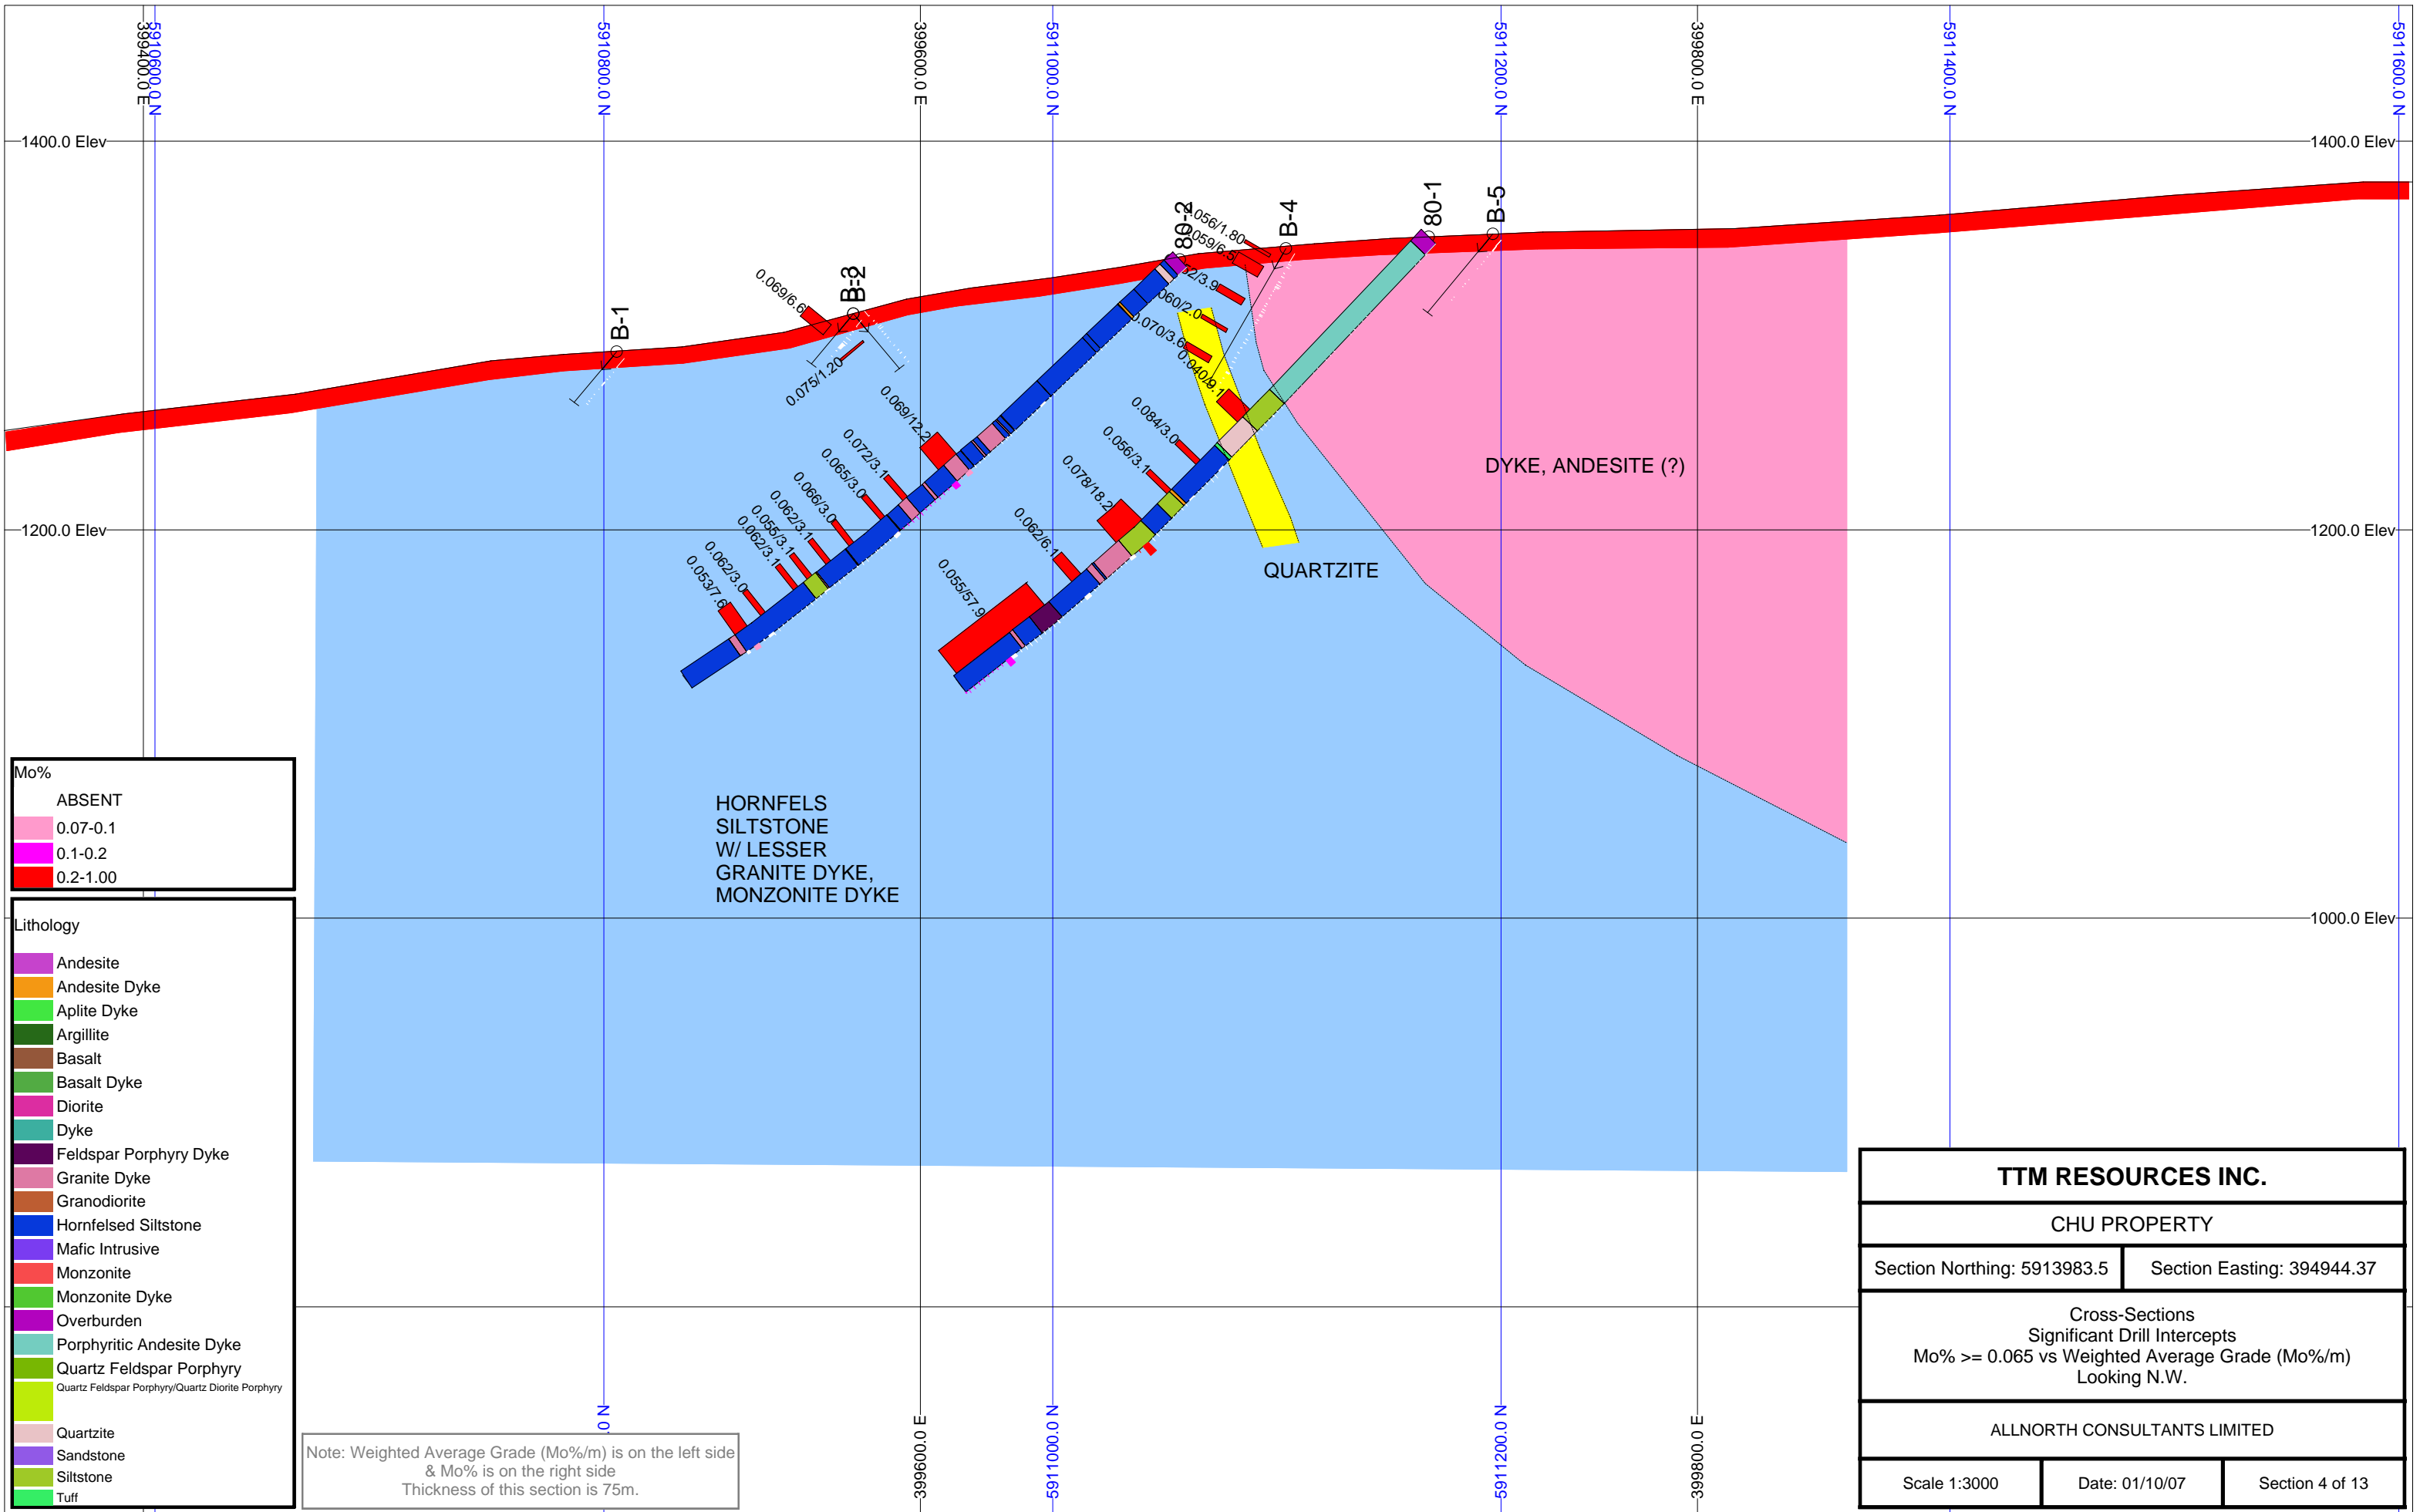 399400.0 E
5910600.0 N
5910800.0 N
399600.0 E
5911000.0 N
5911200.0 N
399800.0 E
5911400.0 N
5911600.0 N
1400.0 Elev
1400.0 Elev
B-1
B-3
B-2
80-2
B-4
80-1
B-5
0.069/6.6
0.075/1.20
0.056/1.80
0.059/6.5
0.070/3.6
0.040/9.1
0.069/12.2
0.072/3.1
0.065/3.0
0.066/3.0
0.062/3.1
0.055/3.1
0.062/3.1
0.062/3.0
0.053/7.6
0.084/3.0
0.056/3.1
0.078/18.2
0.062/6.1
0.055/57.9
DYKE, ANDESITE (?)
1200.0 Elev
1200.0 Elev
QUARTZITE
HORNFELS
SILTSTONE
W/ LESSER
GRANITE DYKE,
MONZONITE DYKE
1000.0 Elev
Mo%
ABSENT
0.07-0.1
0.1-0.2
0.2-1.00
Lithology
Andesite
Andesite Dyke
Aplite Dyke
Argillite
Basalt
Basalt Dyke
Diorite
Dyke
Feldspar Porphyry Dyke
Granite Dyke
Granodiorite
Hornfelsed Siltstone
Mafic Intrusive
Monzonite
Monzonite Dyke
Overburden
Porphyritic Andesite Dyke
Quartz Feldspar Porphyry
Quartz Feldspar Porphyry/Quartz Diorite Porphyry
Quartzite
Sandstone
Siltstone
Tuff
Note: Weighted Average Grade (Mo%/m) is on the left side
& Mo% is on the right side
Thickness of this section is 75m.
.0 N
399600.0 E
5911000.0 N
5911200.0 N
399800.0 E
TTM RESOURCES INC.
CHU PROPERTY
Section Northing: 5913983.5
Section Easting: 394944.37
Cross-Sections
Significant Drill Intercepts
Mo% >= 0.065 vs Weighted Average Grade (Mo%/m)
Looking N.W.
ALLNORTH CONSULTANTS LIMITED
Scale 1:3000
Date: 01/10/07
Section 4 of 13